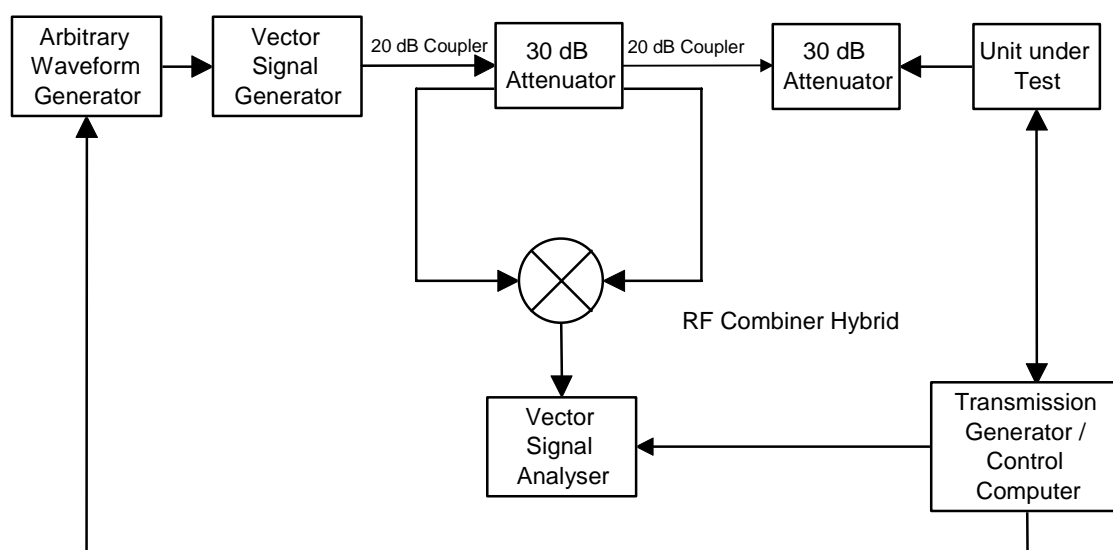 Arbitrary
Waveform
Generator
Vector
Signal
Generator
20 dB Coupler
30 dB
Attenuator
20 dB Coupler
30 dB
Attenuator
Unit under
Test
RF Combiner Hybrid
Vector
Signal
Analyser
Transmission
Generator /
Control
Computer